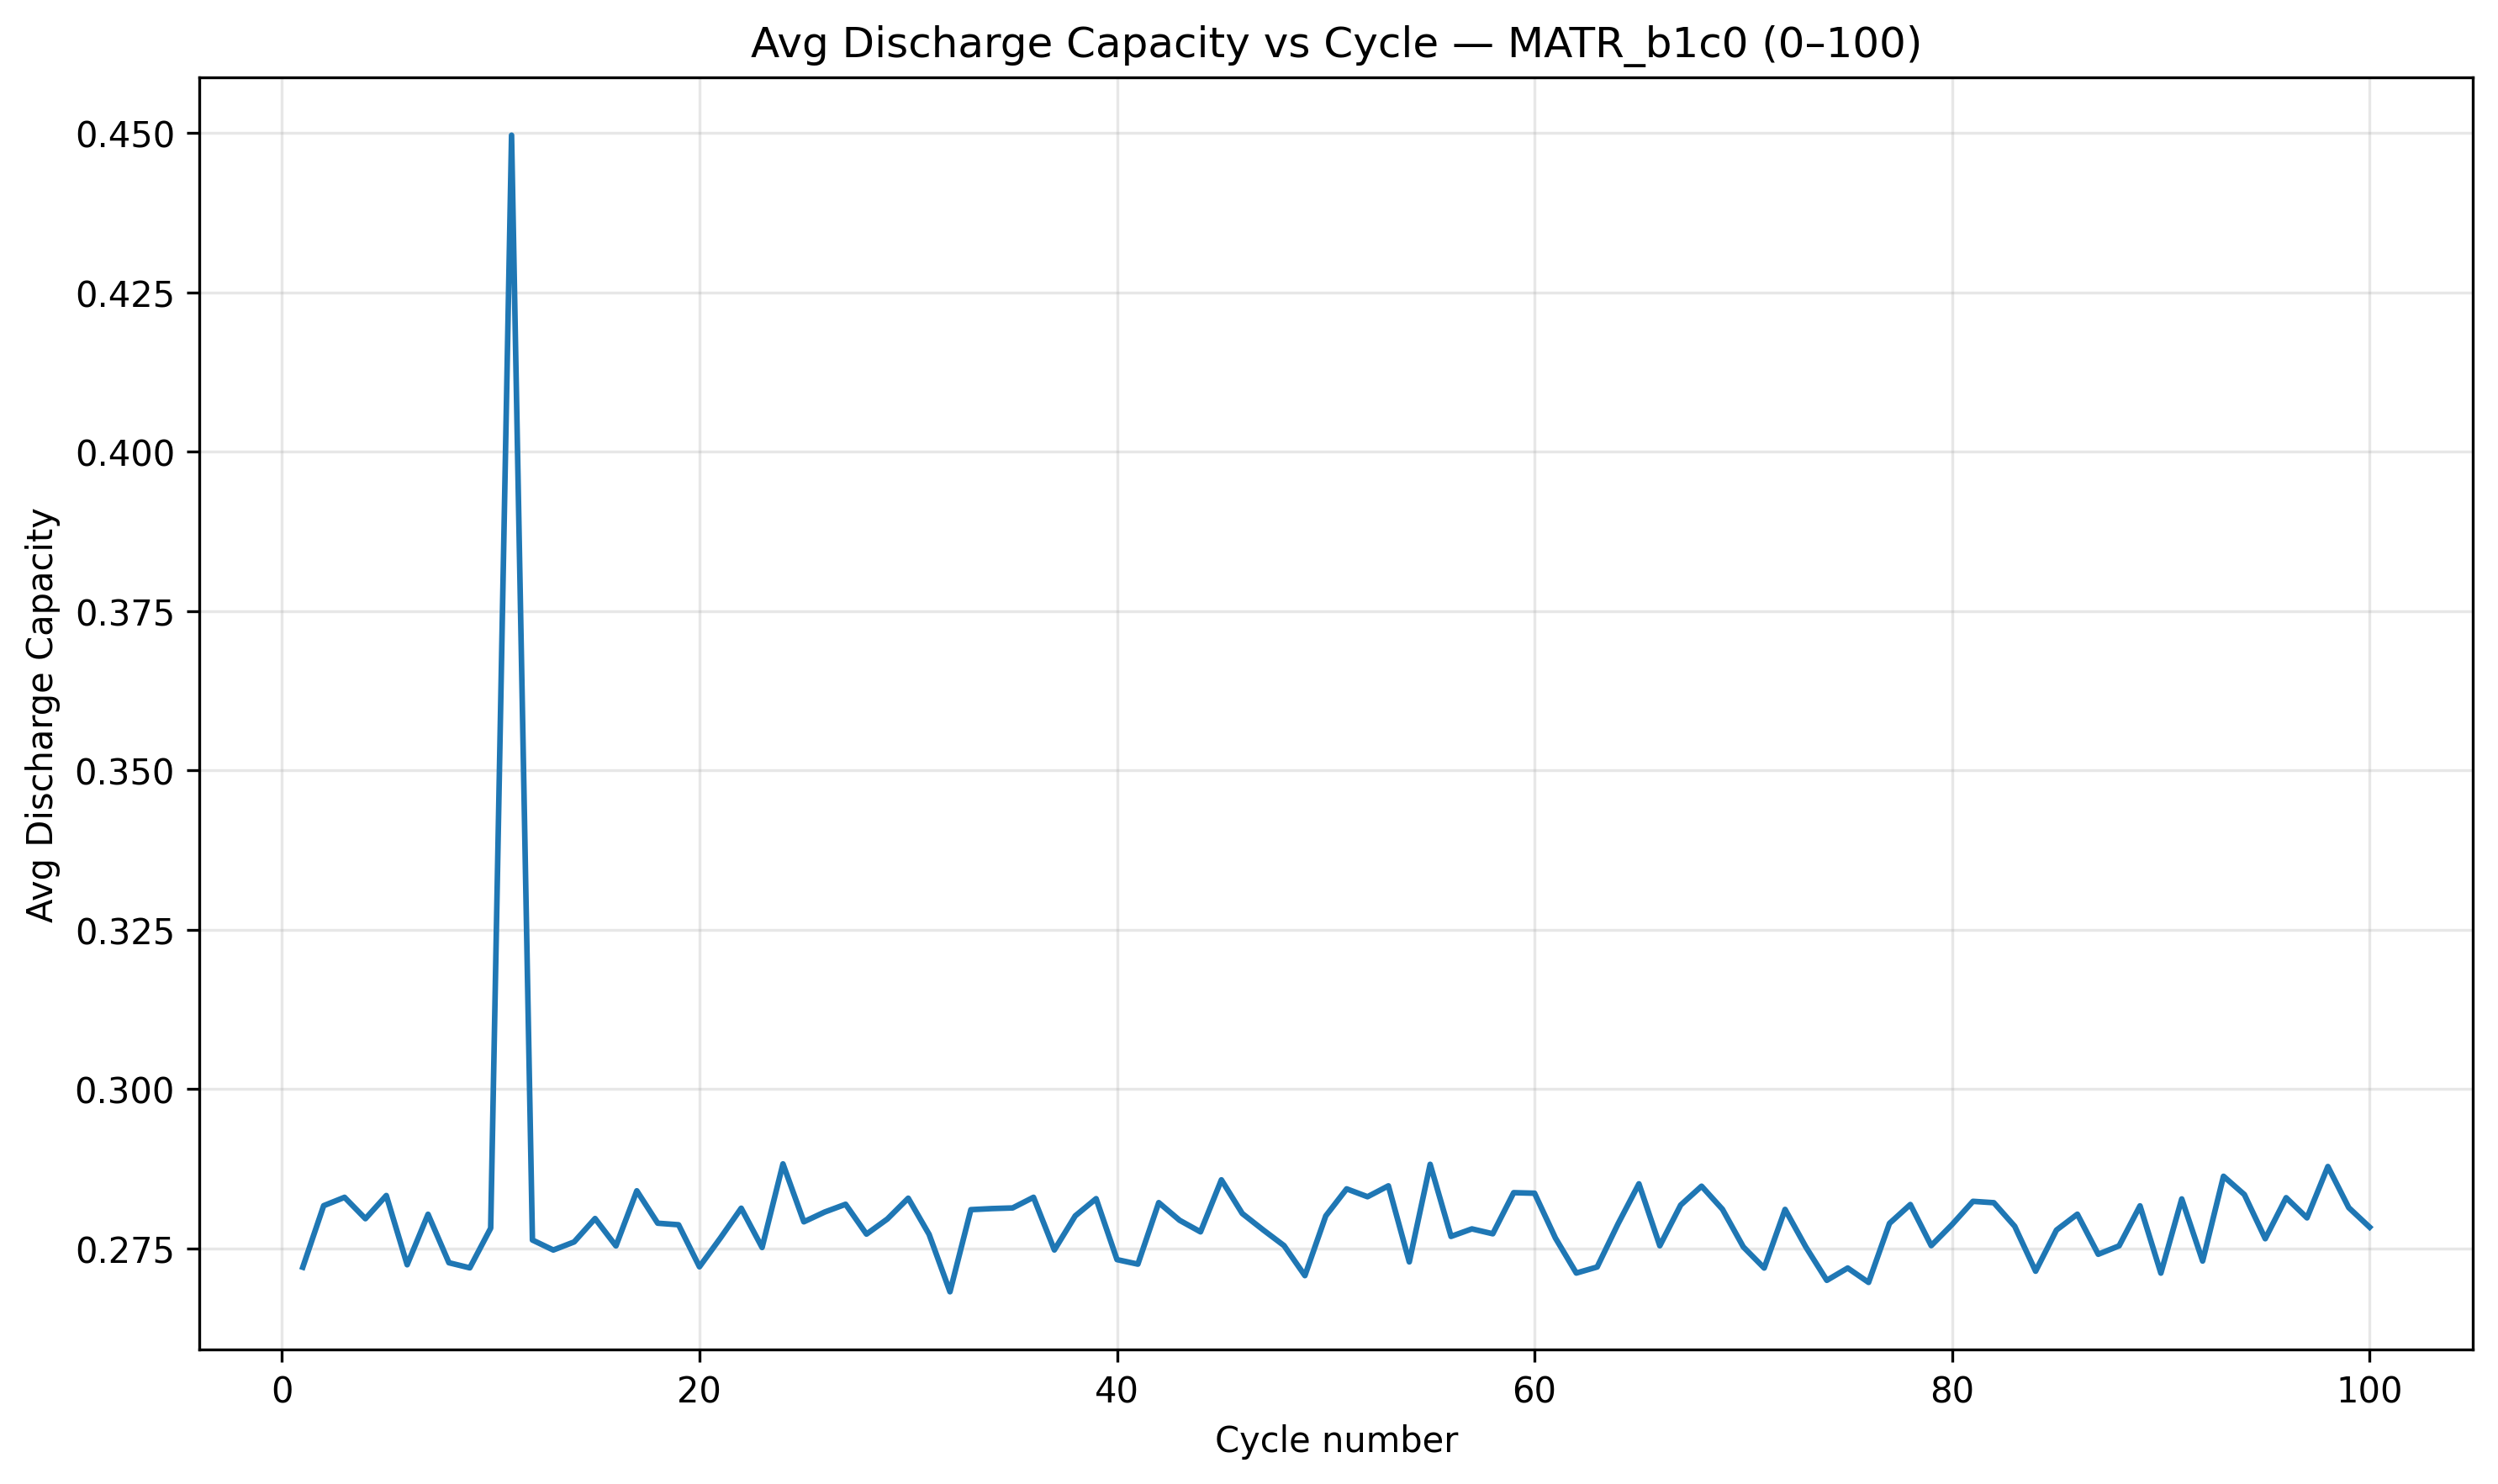 Avg Discharge Capacity vs Cycle — MATR_b1c0 (0–100)
0.450
0.425
0.400
0.375
0.350
0.325
0.300
0.275
Avg Discharge Capacity
0 20 40 60 80 100
Cycle number